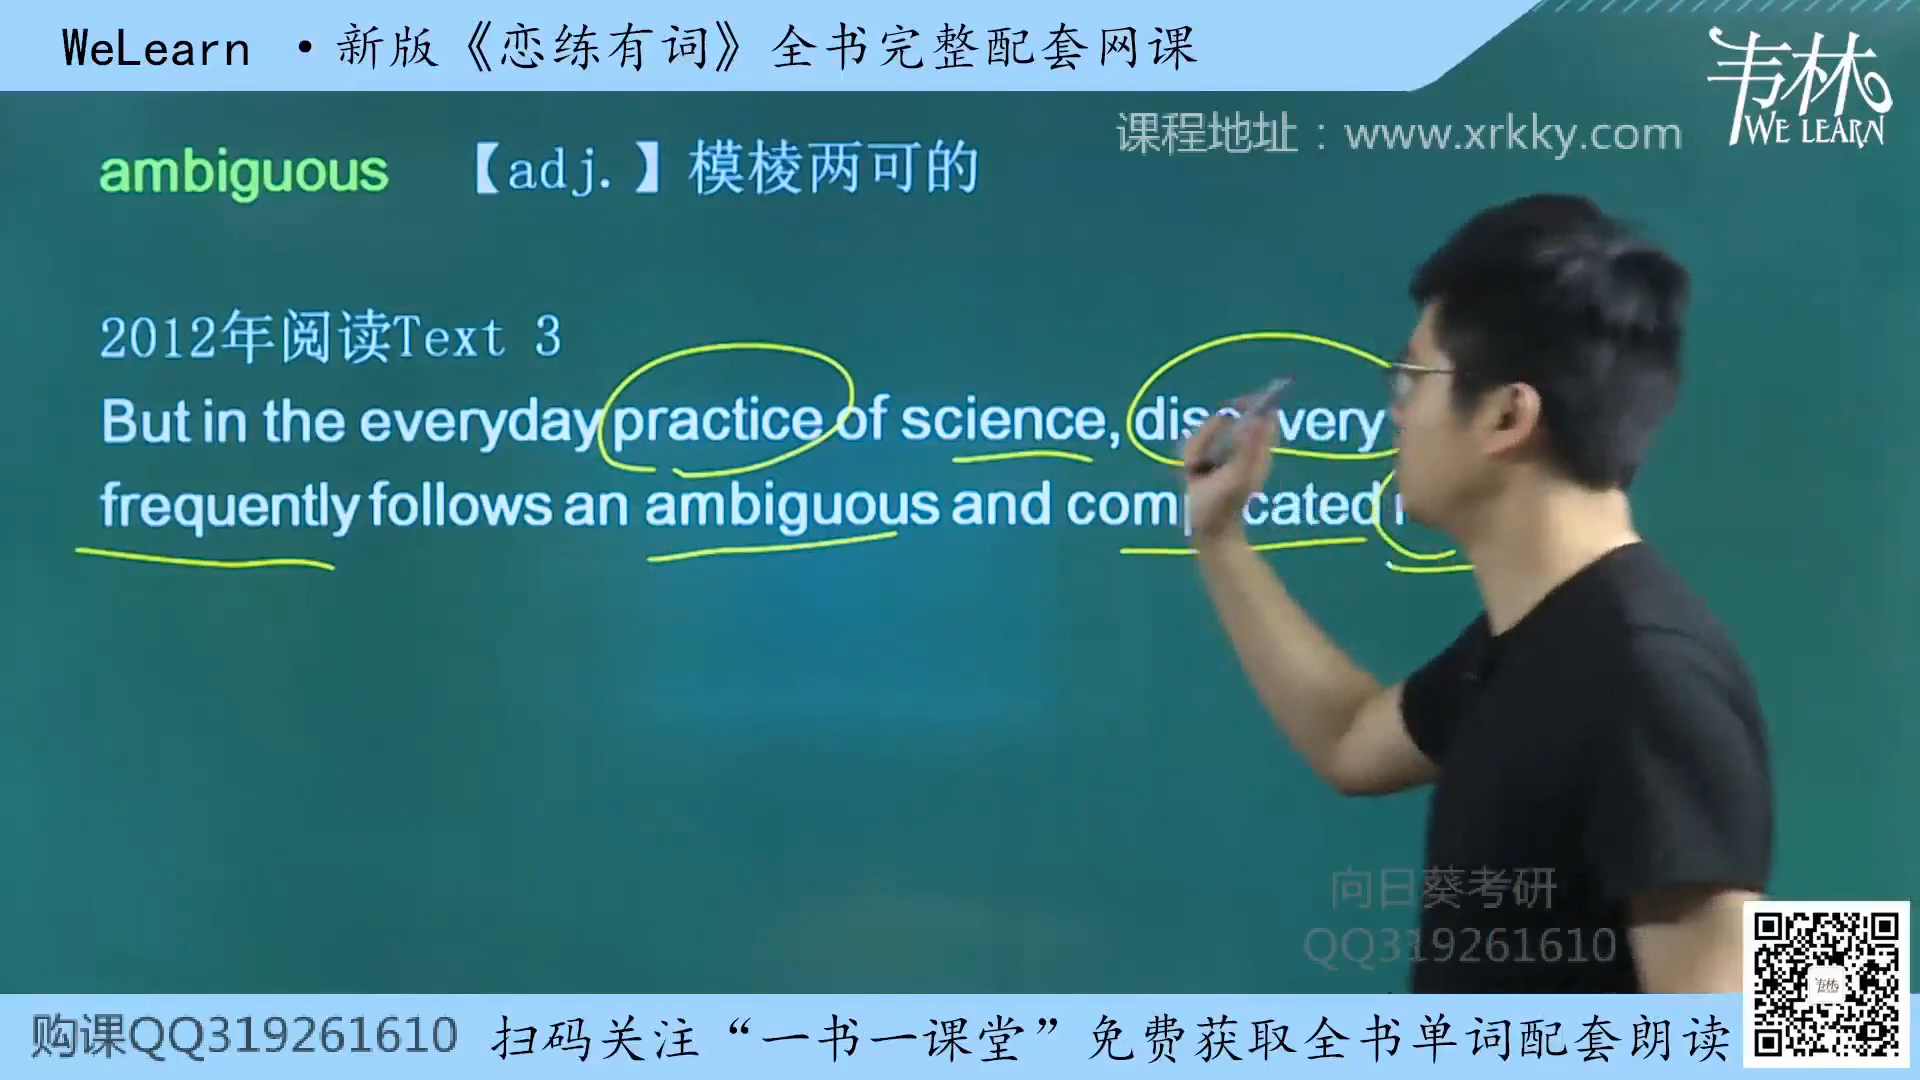 WeLearn ·新版《恋练有词》全书完整配套网课
韦林
WE LEARN
课程地址：www.xrkky.com
ambiguous 【adj.】模棱两可的
2012年阅读Text 3
But in the everyday practice of science,
frequently follows an ambiguous and
向日葵考研
QQ319261610
购课QQ319261610
扫码关注“一书一课堂”免费获取全书单词配套朗读
韦林